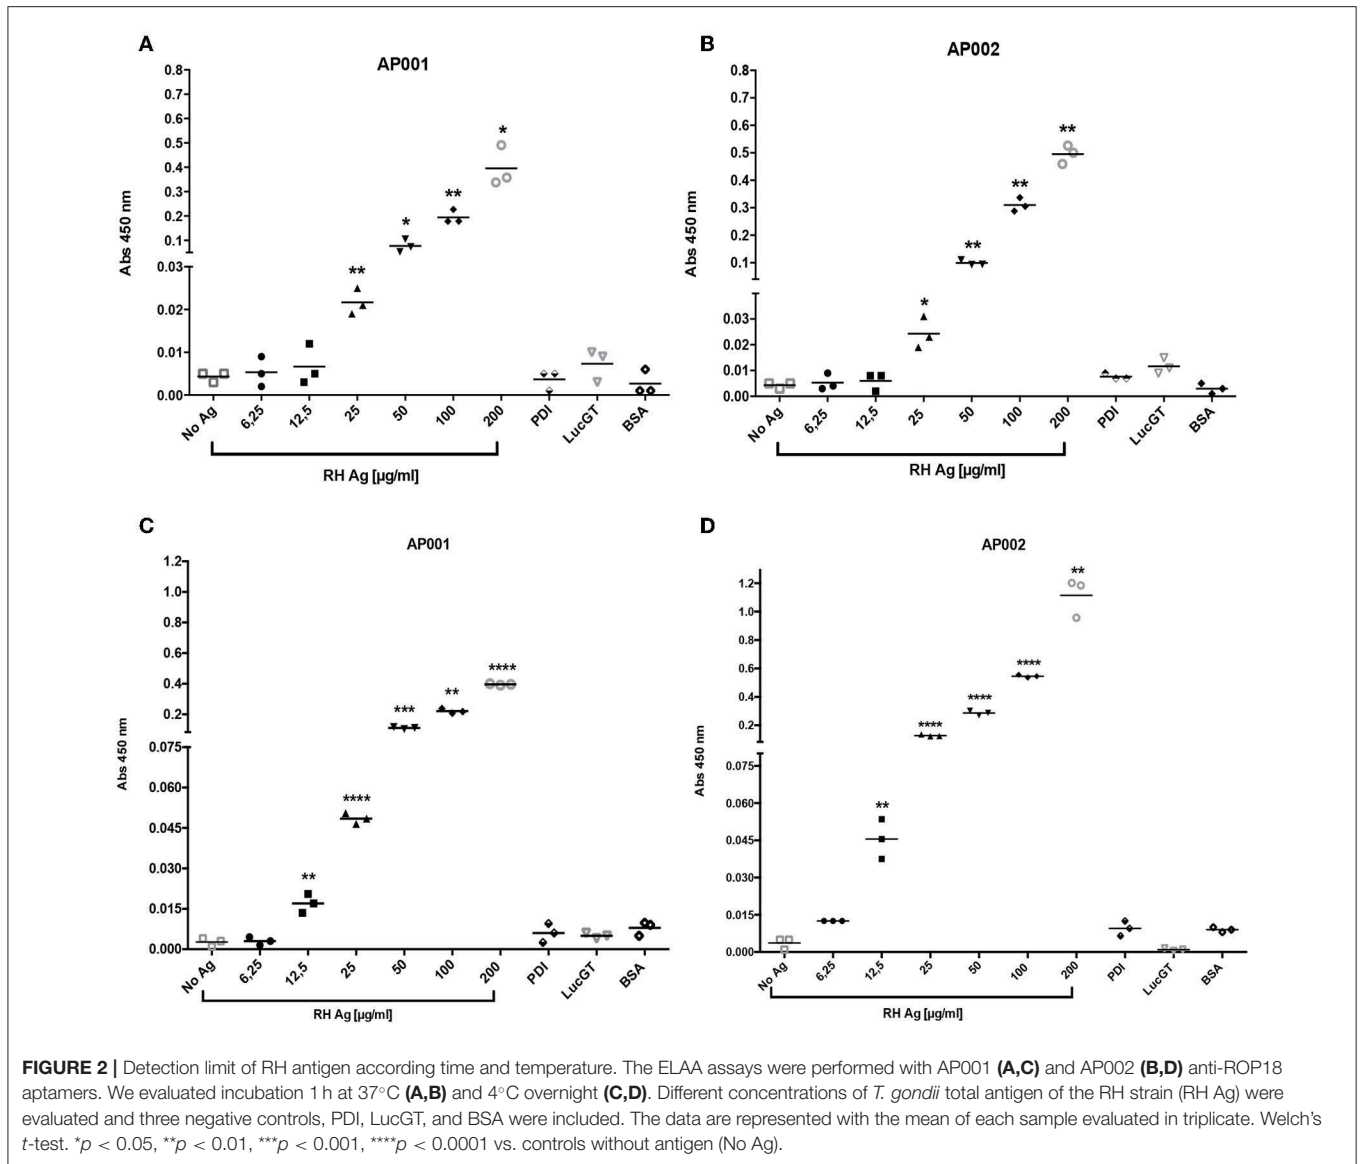 A
AP001
0.8
0.7
0.6
0.5
0.4
0.3
0.2
0.1
0.03
0.02
0.01
0.00
Abs 450 nm
**
*
**
*
No Ag
6,25
12,5
25
50
100
200
PDI
LucGT
BSA
RH Ag [µg/ml]
B
AP002
0.8
0.7
0.6
0.5
0.4
0.3
0.2
0.1
0.03
0.02
0.01
0.00
Abs 450 nm
*
**
**
**
No Ag
6,25
12,5
25
50
100
200
PDI
LucGT
BSA
RH Ag [µg/ml]
C
AP001
1.2
1.0
0.8
0.6
0.4
0.2
0.075
0.060
0.045
0.030
0.015
0.000
Abs 450 nm
**
****
***
**
****
No Ag
6,25
12,5
25
50
100
200
PDI
LucGT
BSA
RH Ag [µg/ml]
D
AP002
1.2
1.0
0.8
0.6
0.4
0.2
0.075
0.060
0.045
0.030
0.015
0.000
Abs 450 nm
**
****
****
****
**
No Ag
6,25
12,5
25
50
100
200
PDI
LucGT
BSA
RH Ag [µg/ml]
FIGURE 2 | Detection limit of RH antigen according time and temperature. The ELAA assays were performed with AP001 (A,C) and AP002 (B,D) anti-ROP18
aptamers. We evaluated incubation 1 h at 37°C (A,B) and 4°C overnight (C,D). Different concentrations of T. gondii total antigen of the RH strain (RH Ag) were
evaluated and three negative controls, PDI, LucGT, and BSA were included. The data are represented with the mean of each sample evaluated in triplicate. Welch's
t-test. *p < 0.05, **p < 0.01, ***p < 0.001, ****p < 0.0001 vs. controls without antigen (No Ag).